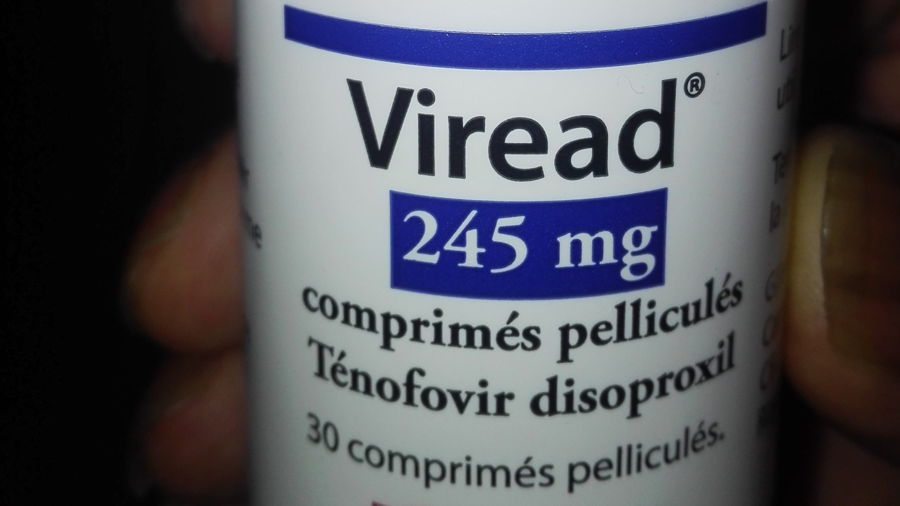 Viread®
245 mg
comprimés pelliculés
Ténofovir disoproxil
30 comprimés pelliculés.